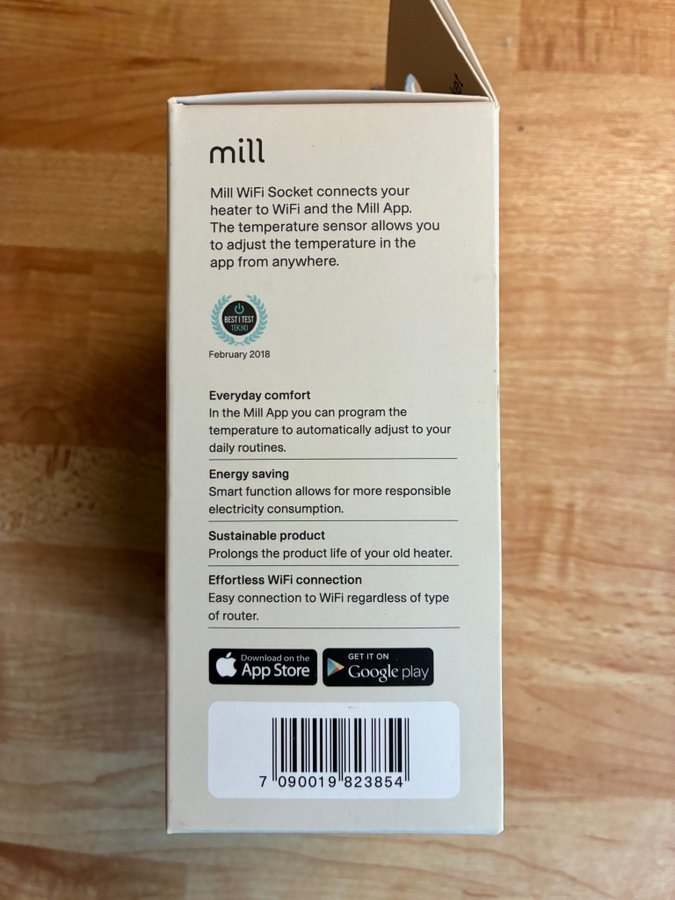 mill
Mill WiFi Socket connects your
heater to WiFi and the Mill App.
The temperature sensor allows you
to adjust the temperature in the
app from anywhere.
BEST I TEST
TEKNO
February 2018
Everyday comfort
In the Mill App you can program the
temperature to automatically adjust to your
daily routines.
Energy saving
Smart function allows for more responsible
electricity consumption.
Sustainable product
Prolongs the product life of your old heater.
Effortless WiFi connection
Easy connection to WiFi regardless of type
of router.
Download on the
App Store
GET IT ON
Google play
7 090019 823854